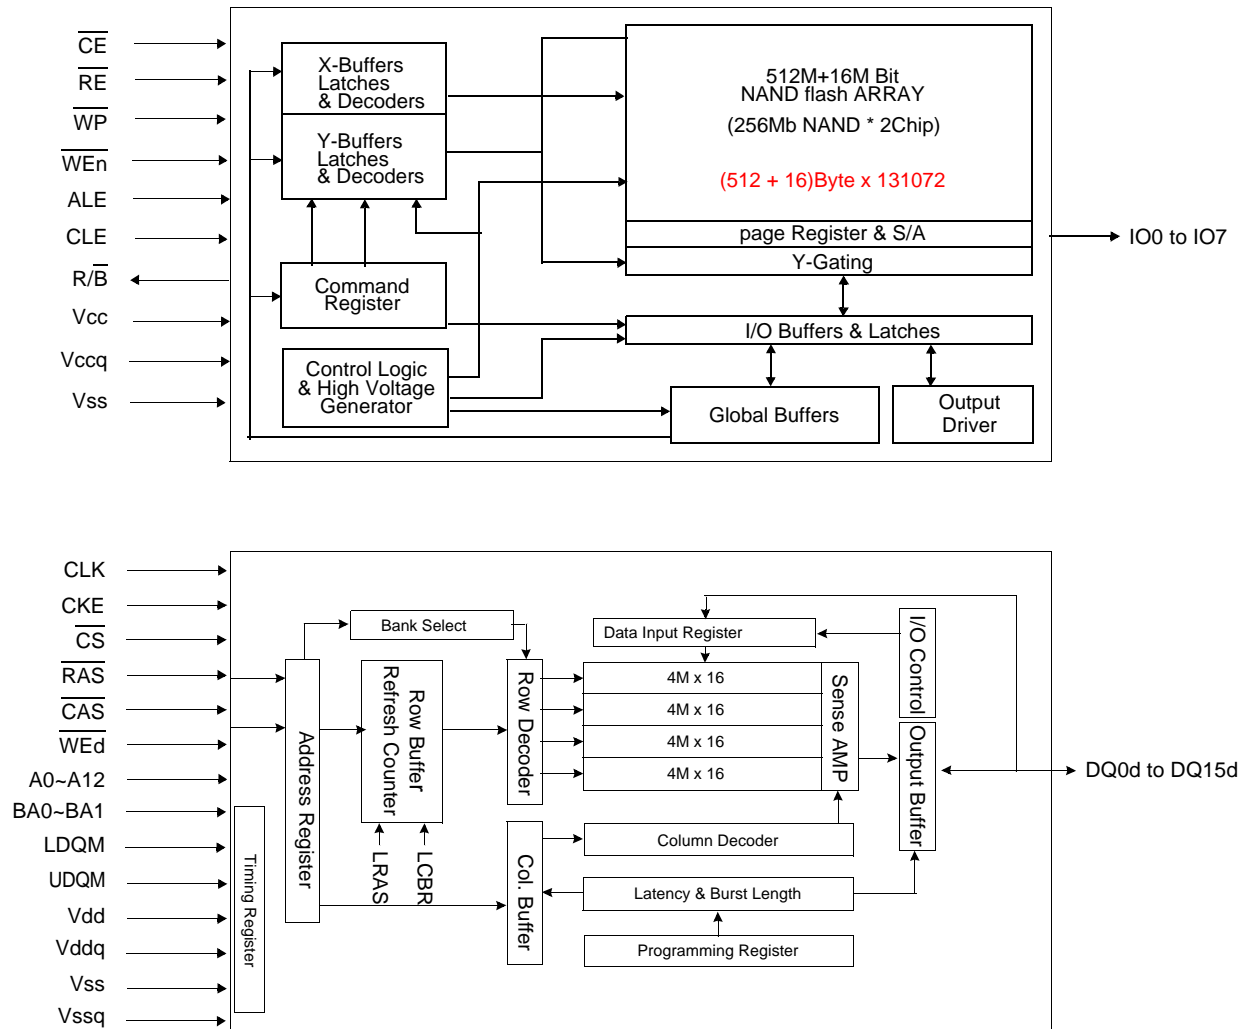 CE
RE
WP
WEn
ALE
CLE
R/B
Vcc
Vccq
Vss
X-Buffers
Latches
& Decoders
Y-Buffers
Latches
& Decoders
Command
Register
Control Logic
& High Voltage
Generator
512M+16M Bit
NAND flash ARRAY
(256Mb NAND * 2Chip)
(512 + 16)Byte x 131072
page Register & S/A
Y-Gating
I/O Buffers & Latches
Global Buffers
Output
Driver
IO0 to IO7
CLK
CKE
CS
RAS
CAS
WEd
A0~A12
BA0~BA1
LDQM
UDQM
Vdd
Vddq
Vss
Vssq
Timing Register
Address Register
Bank Select
Row Buffer
Refresh Counter
LRAS
LCBR
Row Decoder
Col. Buffer
Data Input Register
4M x 16
4M x 16
4M x 16
4M x 16
Sense AMP
Column Decoder
Latency & Burst Length
Programming Register
I/O Control
Output Buffer
DQ0d to DQ15d